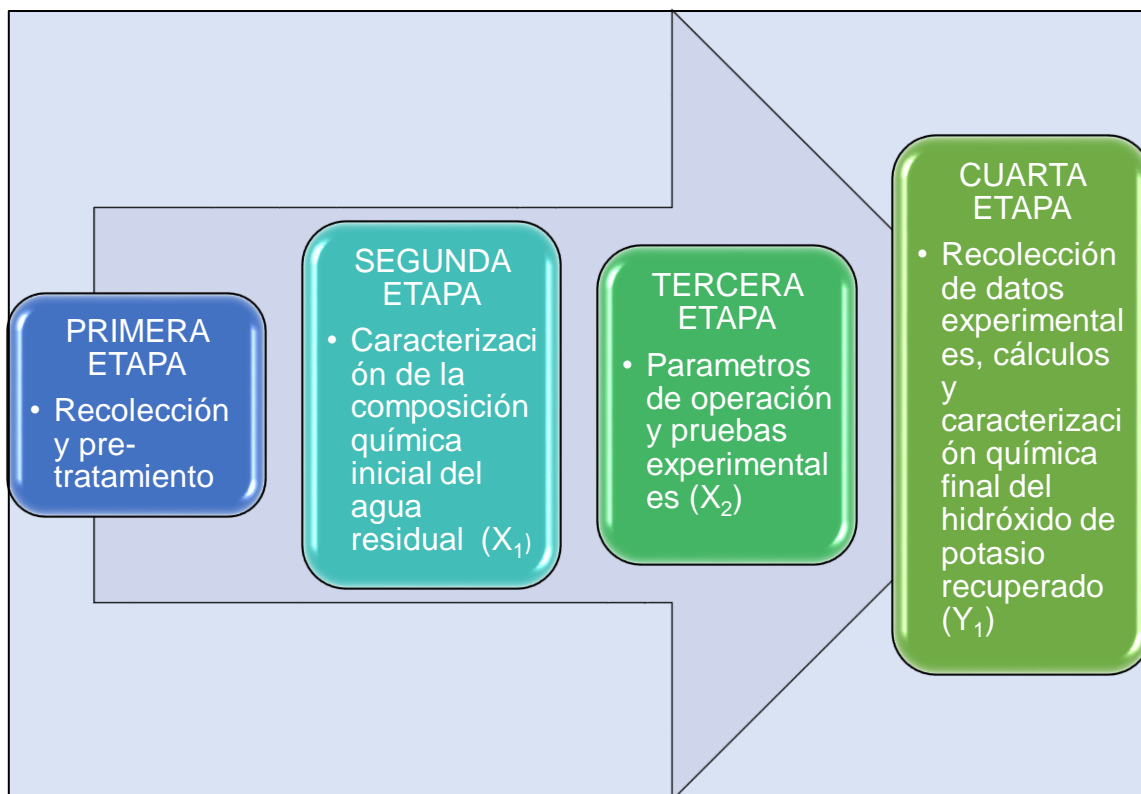 PRIMERA
ETAPA
• Recolección
y pre-
tratamiento
SEGUNDA
ETAPA
• Caracterizaci
ón de la
composición
química
inicial del
agua
residual (X₁)
TERCERA
ETAPA
• Parametros
de operación
y pruebas
experimental
es (X₂)
CUARTA
ETAPA
• Recolección
de datos
experimental
es, cálculos
y
caracterizaci
ón química
final del
hidróxido de
potasio
recuperado
(Y₁)